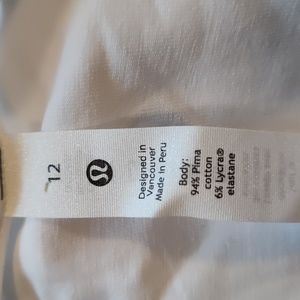 12
Designed in
Vancouver
Made in Peru
Body:
94% Pima
cotton
6% Lycra®
elastane